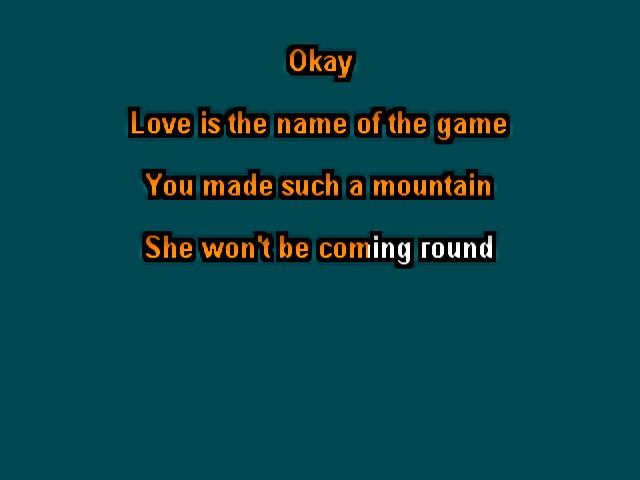 Okay
Love is the name of the game
You made such a mountain
She won't be coming round